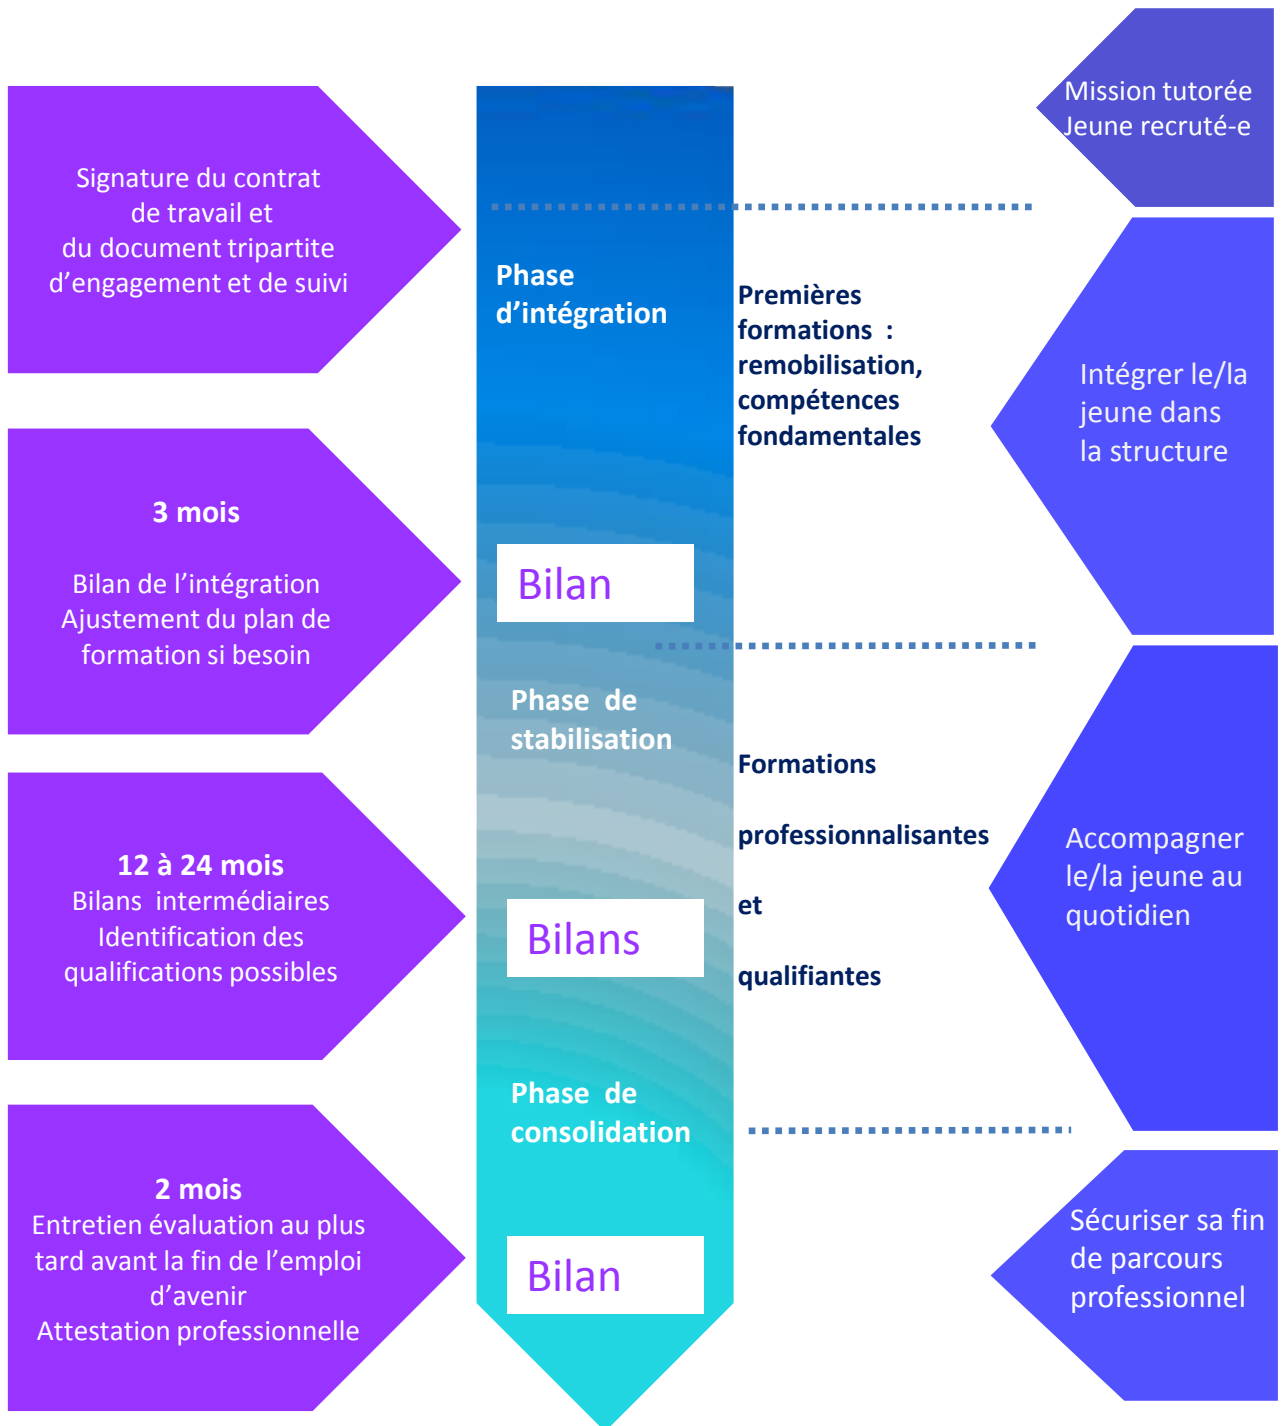 Signature du contrat
de travail et
du document tripartite
d’engagement et de suivi
3 mois
Bilan de l’intégration
Ajustement du plan de
formation si besoin
12 à 24 mois
Bilans intermédiaires
Identification des
qualifications possibles
2 mois
Entretien évaluation au plus
tard avant la fin de l’emploi
d’avenir
Attestation professionnelle
Phase
d’intégration
Bilan
Phase de
stabilisation
Bilans
Phase de
consolidation
Bilan
Premières
formations :
remobilisation,
compétences
fondamentales
Formations
professionnalisantes
et
qualifiantes
Mission tutorée
Jeune recruté-e
Intégrer le/la
jeune dans
la structure
Accompagner
le/la jeune au
quotidien
Sécuriser sa fin
de parcours
professionnel